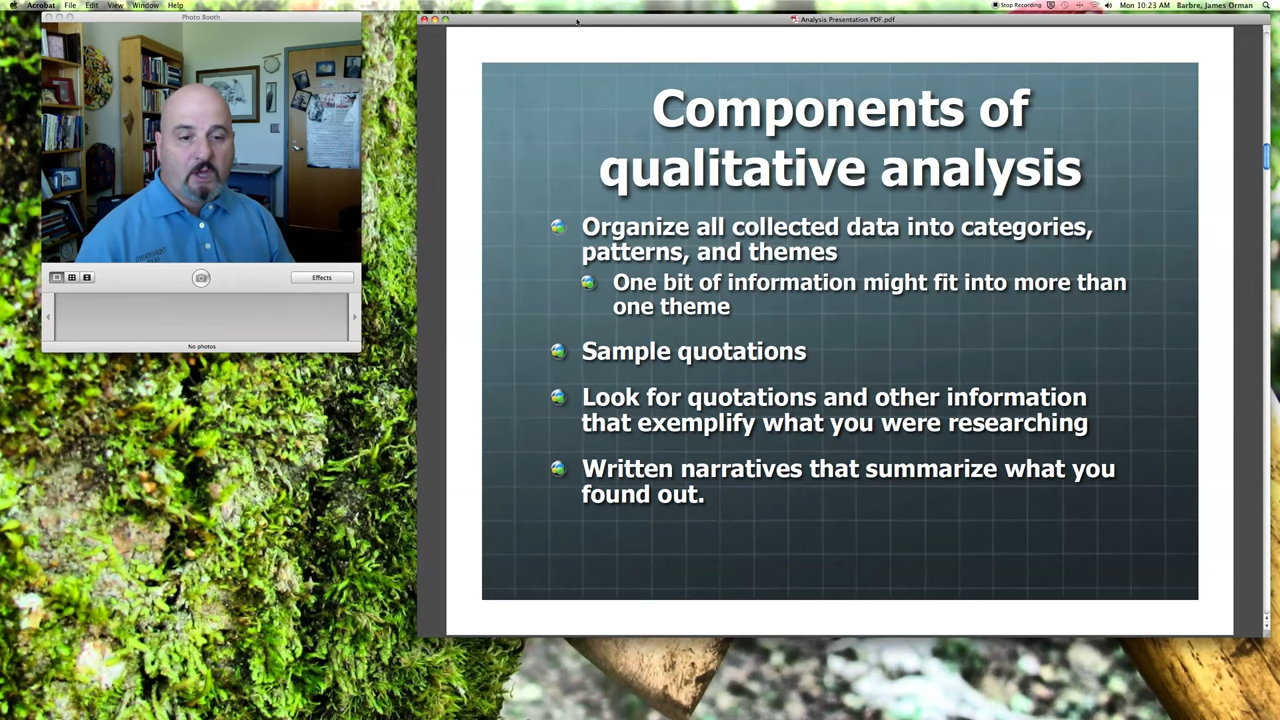 Acrobat File Edit View Window Help
Stop Recording
Mon 10:23 AM Barbre, James Orman
Photo Booth
Analysis Presentation PDF.pdf
Effects
No photos
Components of
qualitative analysis
Organize all collected data into categories,
patterns, and themes
One bit of information might fit into more than
one theme
Sample quotations
Look for quotations and other information
that exemplify what you were researching
Written narratives that summarize what you
found out.